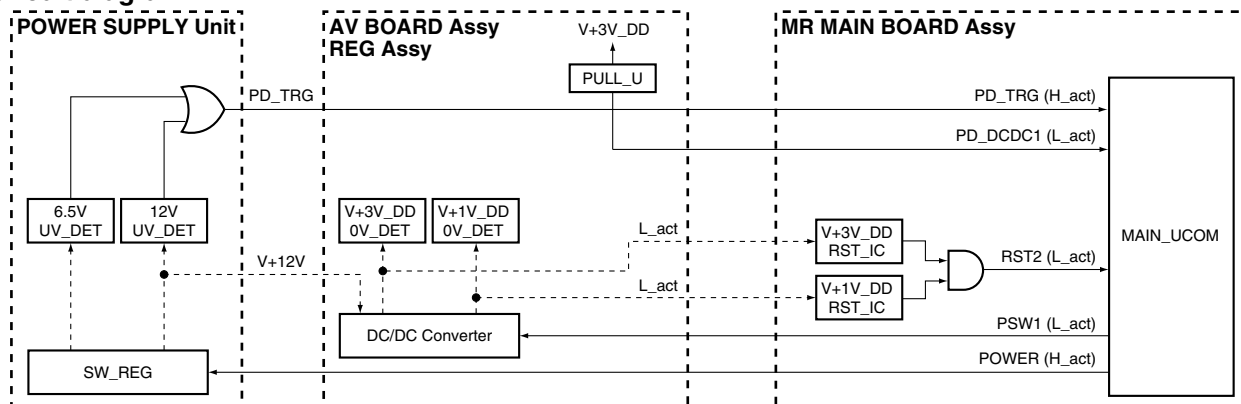 POWER SUPPLY Unit
AV BOARD Assy
REG Assy
MR MAIN BOARD Assy
V+3V_DD
PULL_U
PD_TRG
PD_TRG (H_act)
PD_DCDC1 (L_act)
6.5V
UV_DET
12V
UV_DET
V+3V_DD
0V_DET
V+1V_DD
0V_DET
L_act
V+3V_DD
RST_IC
MAIN_UCOM
V+12V
RST2 (L_act)
L_act
V+1V_DD
RST_IC
DC/DC Converter
PSW1 (L_act)
POWER (H_act)
SW_REG